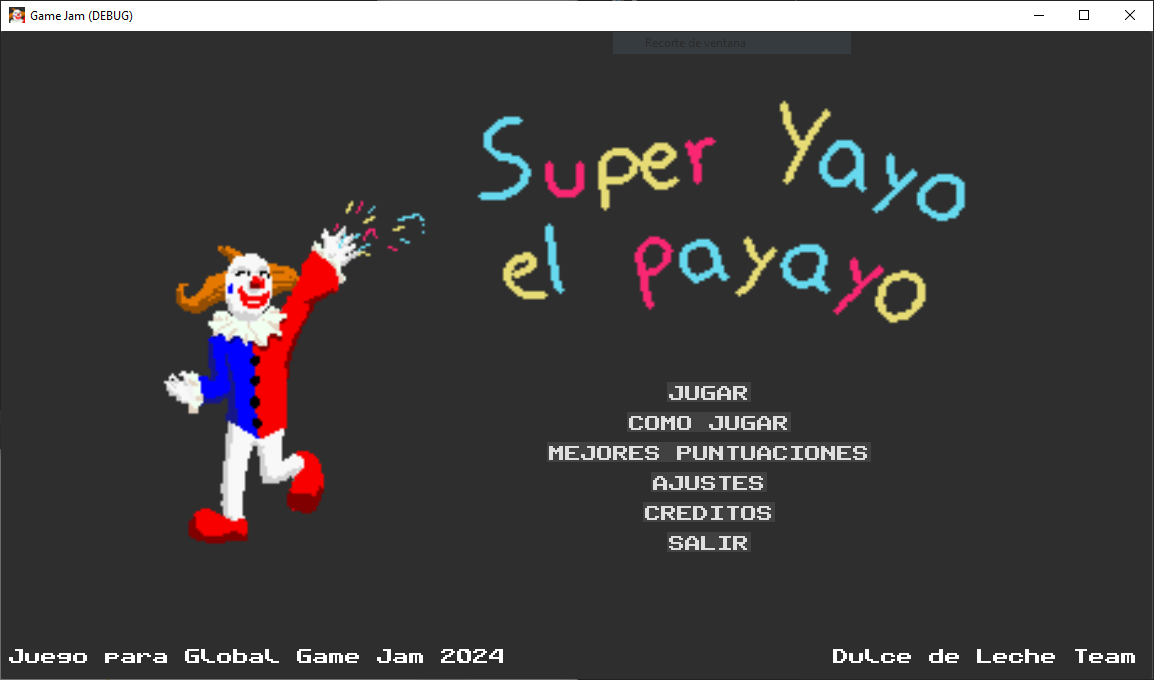 Game Jam (DEBUG)
Recorte de ventana
Super Yayo
el payayo
JUGAR
COMO JUGAR
MEJORES PUNTUACIONES
AJUSTES
CREDITOS
SALIR
Juego para Global Game Jam 2024
Dulce de Leche Team